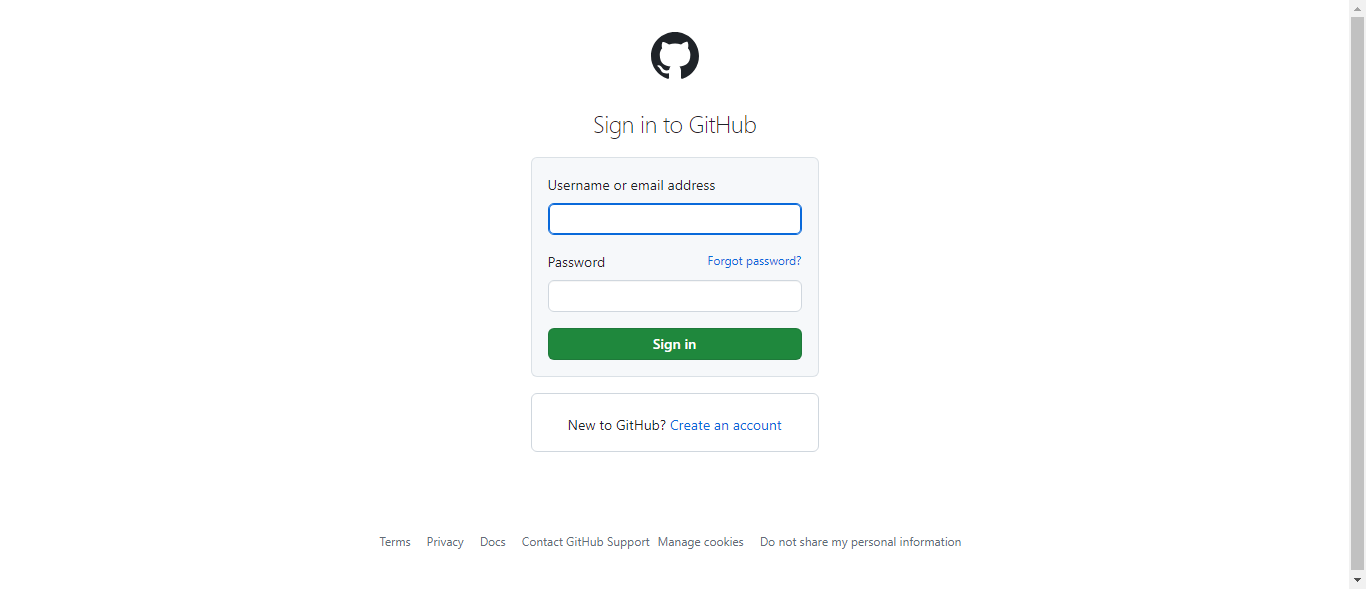 Sign in to GitHub
Username or email address
Password Forgot password?
Sign in
New to GitHub? Create an account
Terms Privacy Docs Contact GitHub Support Manage cookies Do not share my personal information